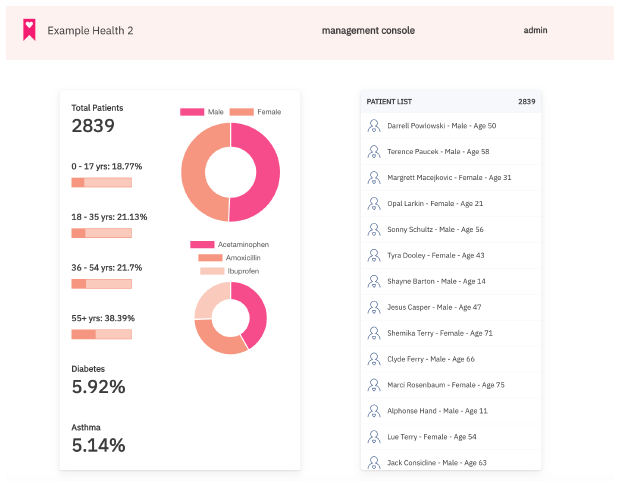 Example Health 2
management console
admin
Total Patients
2839
0 - 17 yrs: 18.77%
18 - 35 yrs: 21.13%
36 - 54 yrs: 21.7%
55+ yrs: 38.39%
Diabetes
5.92%
Asthma
5.14%
Male
Female
Acetaminophen
Amoxicillin
Ibuprofen
PATIENT LIST
2839
Darrell Powlowski - Male - Age 50
Terence Paucek - Male - Age 58
Margrett Macejkovic - Female - Age 31
Opal Larkin - Female - Age 21
Sonny Schultz - Male - Age 56
Tyra Dooley - Female - Age 43
Shayne Barton - Male - Age 14
Jesus Casper - Male - Age 47
Shemika Terry - Female - Age 71
Clyde Ferry - Male - Age 66
Marci Rosenbaum - Female - Age 75
Alphonse Hand - Male - Age 11
Lue Terry - Female - Age 54
Jack Considine - Male - Age 63